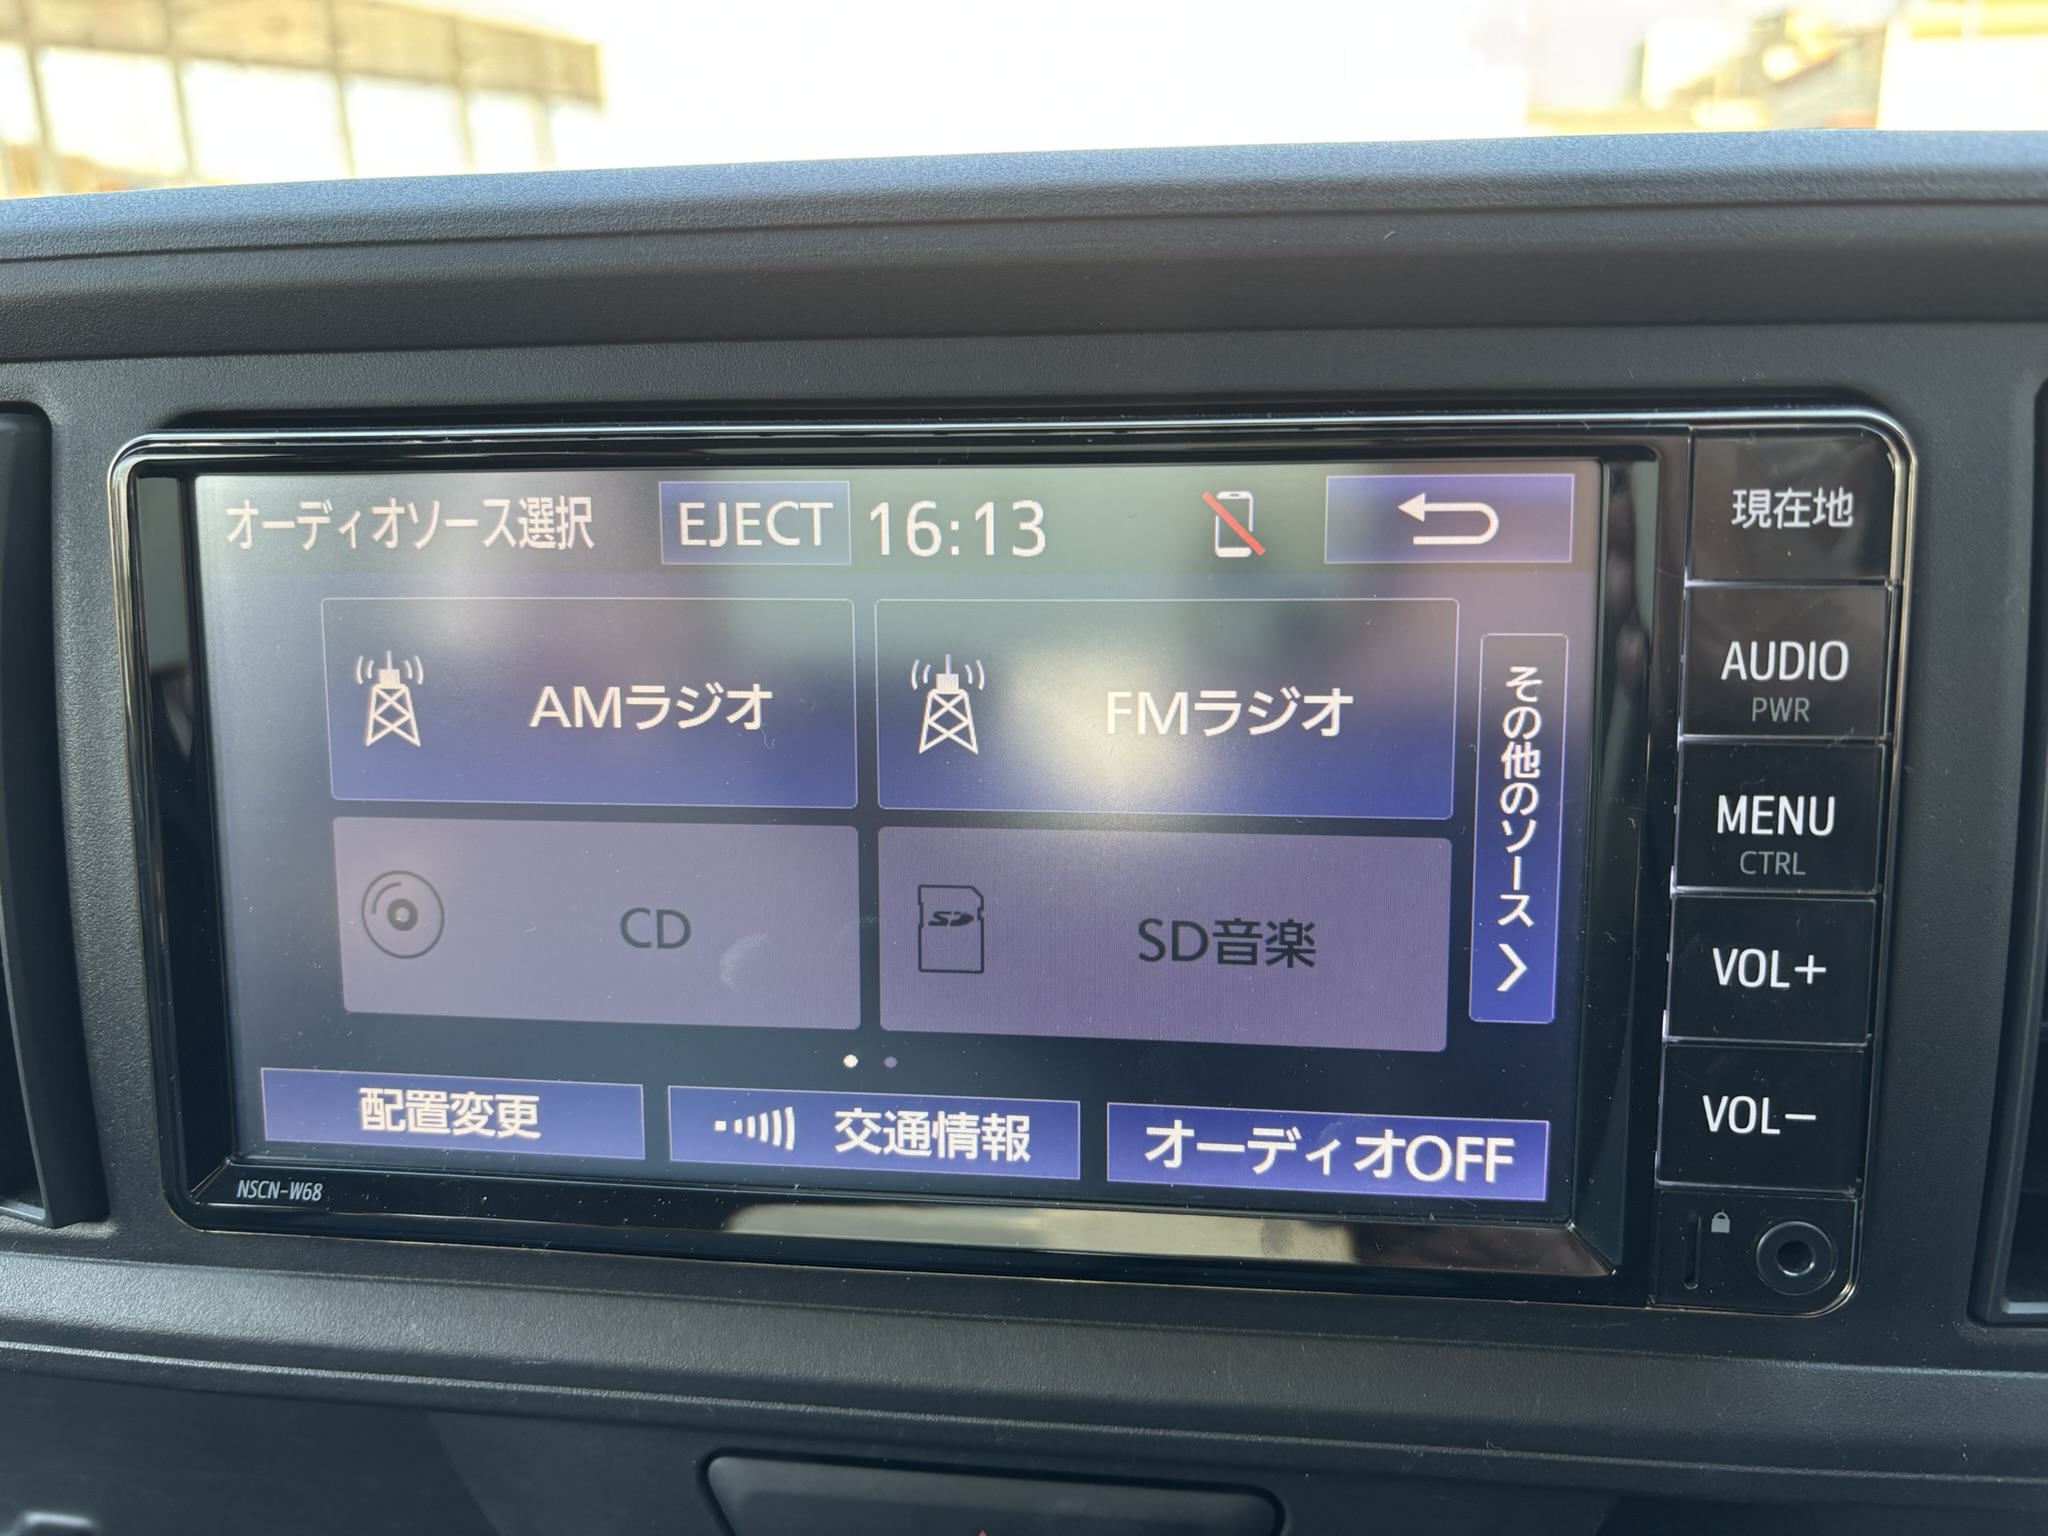 オーディオソース選択
EJECT
16:13
AMラジオ
FMラジオ
CD
SD
SD音楽
その他のソース
配置変更
交通情報
オーディオOFF
NSCN-W68
現在地
AUDIO
PWR
MENU
CTRL
VOL+
VOL−